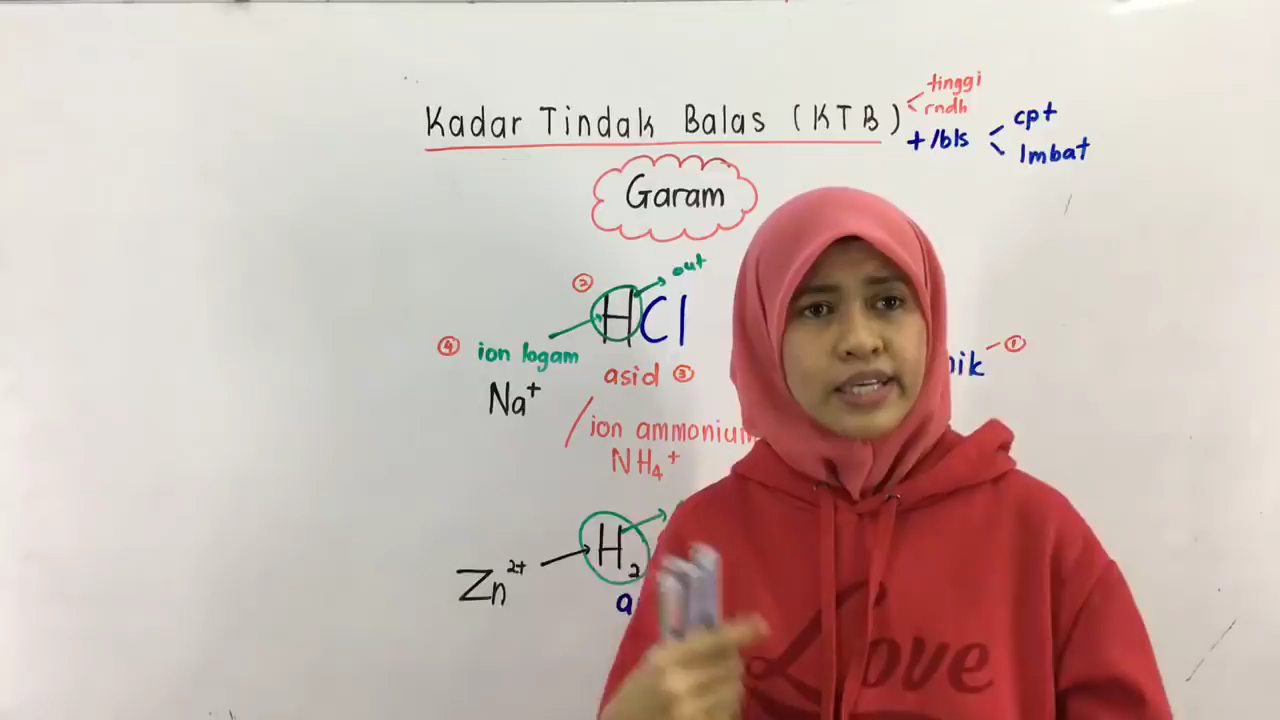 Kadar Tindak Balas (KTB)
tinggi
rndh
t/bls
cpt
lmbat
Garam
② HCl
out
④ ion logam
Na⁺
asid ③
①
/ion ammonium
NH₄⁺
Zn²⁺
H₂
Love